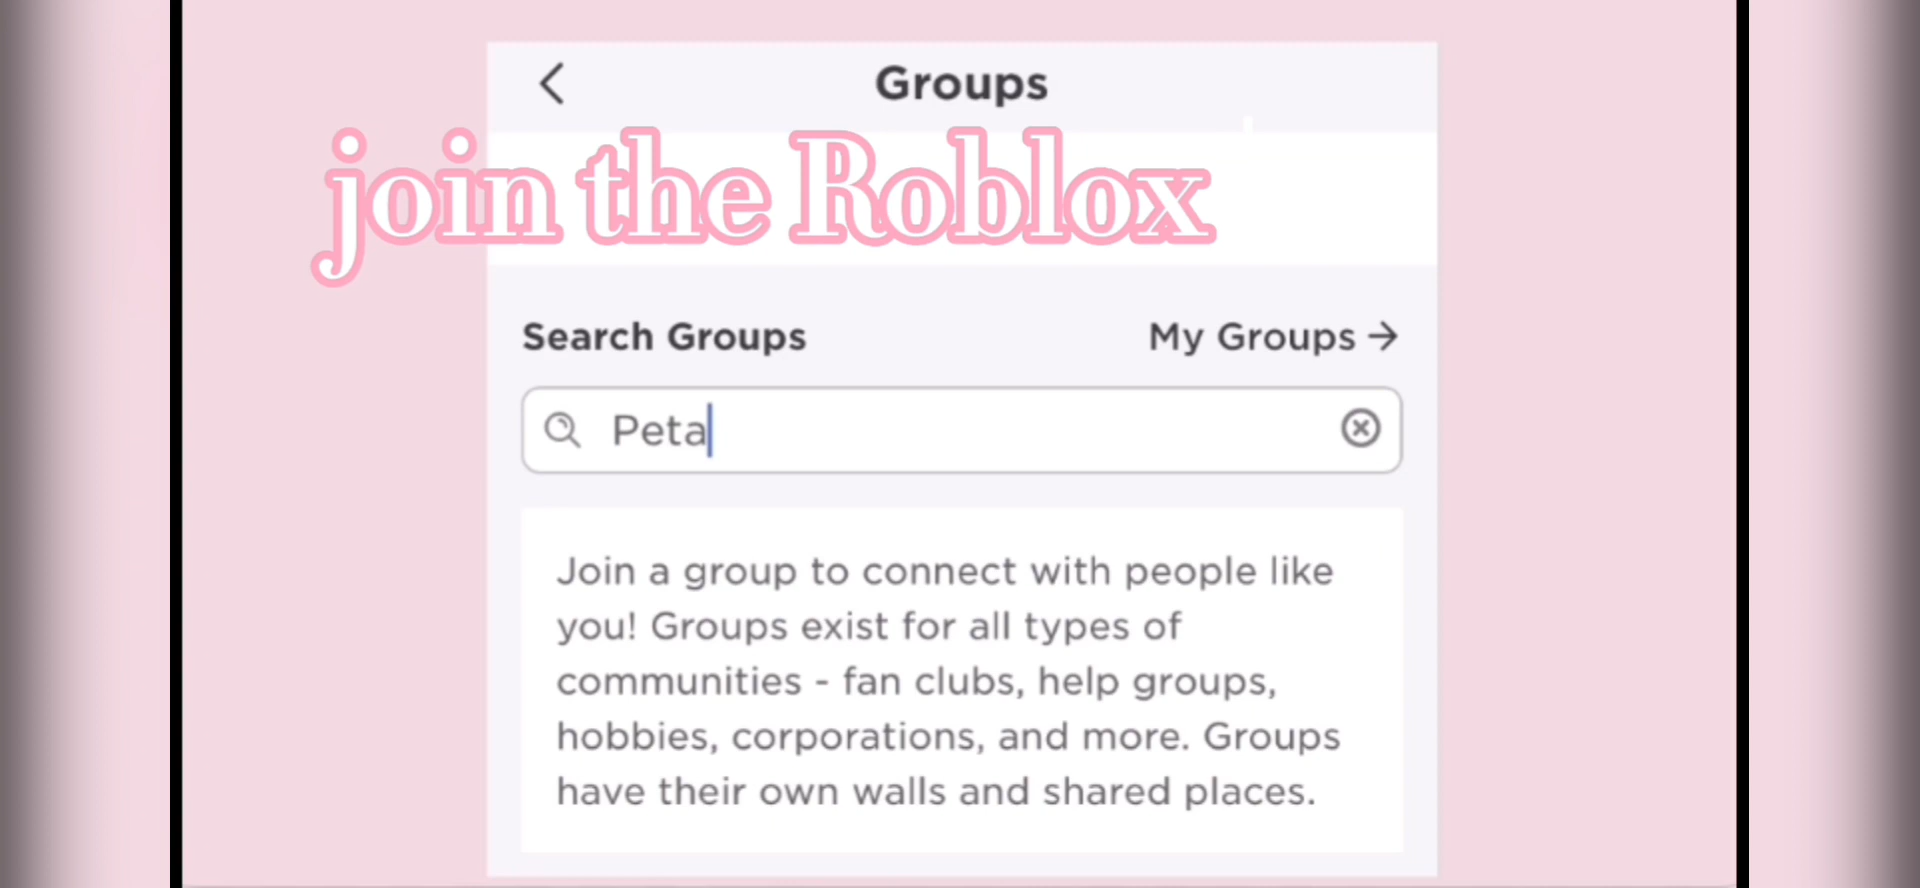 Groups
join the Roblox
Search Groups
My Groups
Peta
Join a group to connect with people like
you! Groups exist for all types of
communities - fan clubs, help groups,
hobbies, corporations, and more. Groups
have their own walls and shared places.